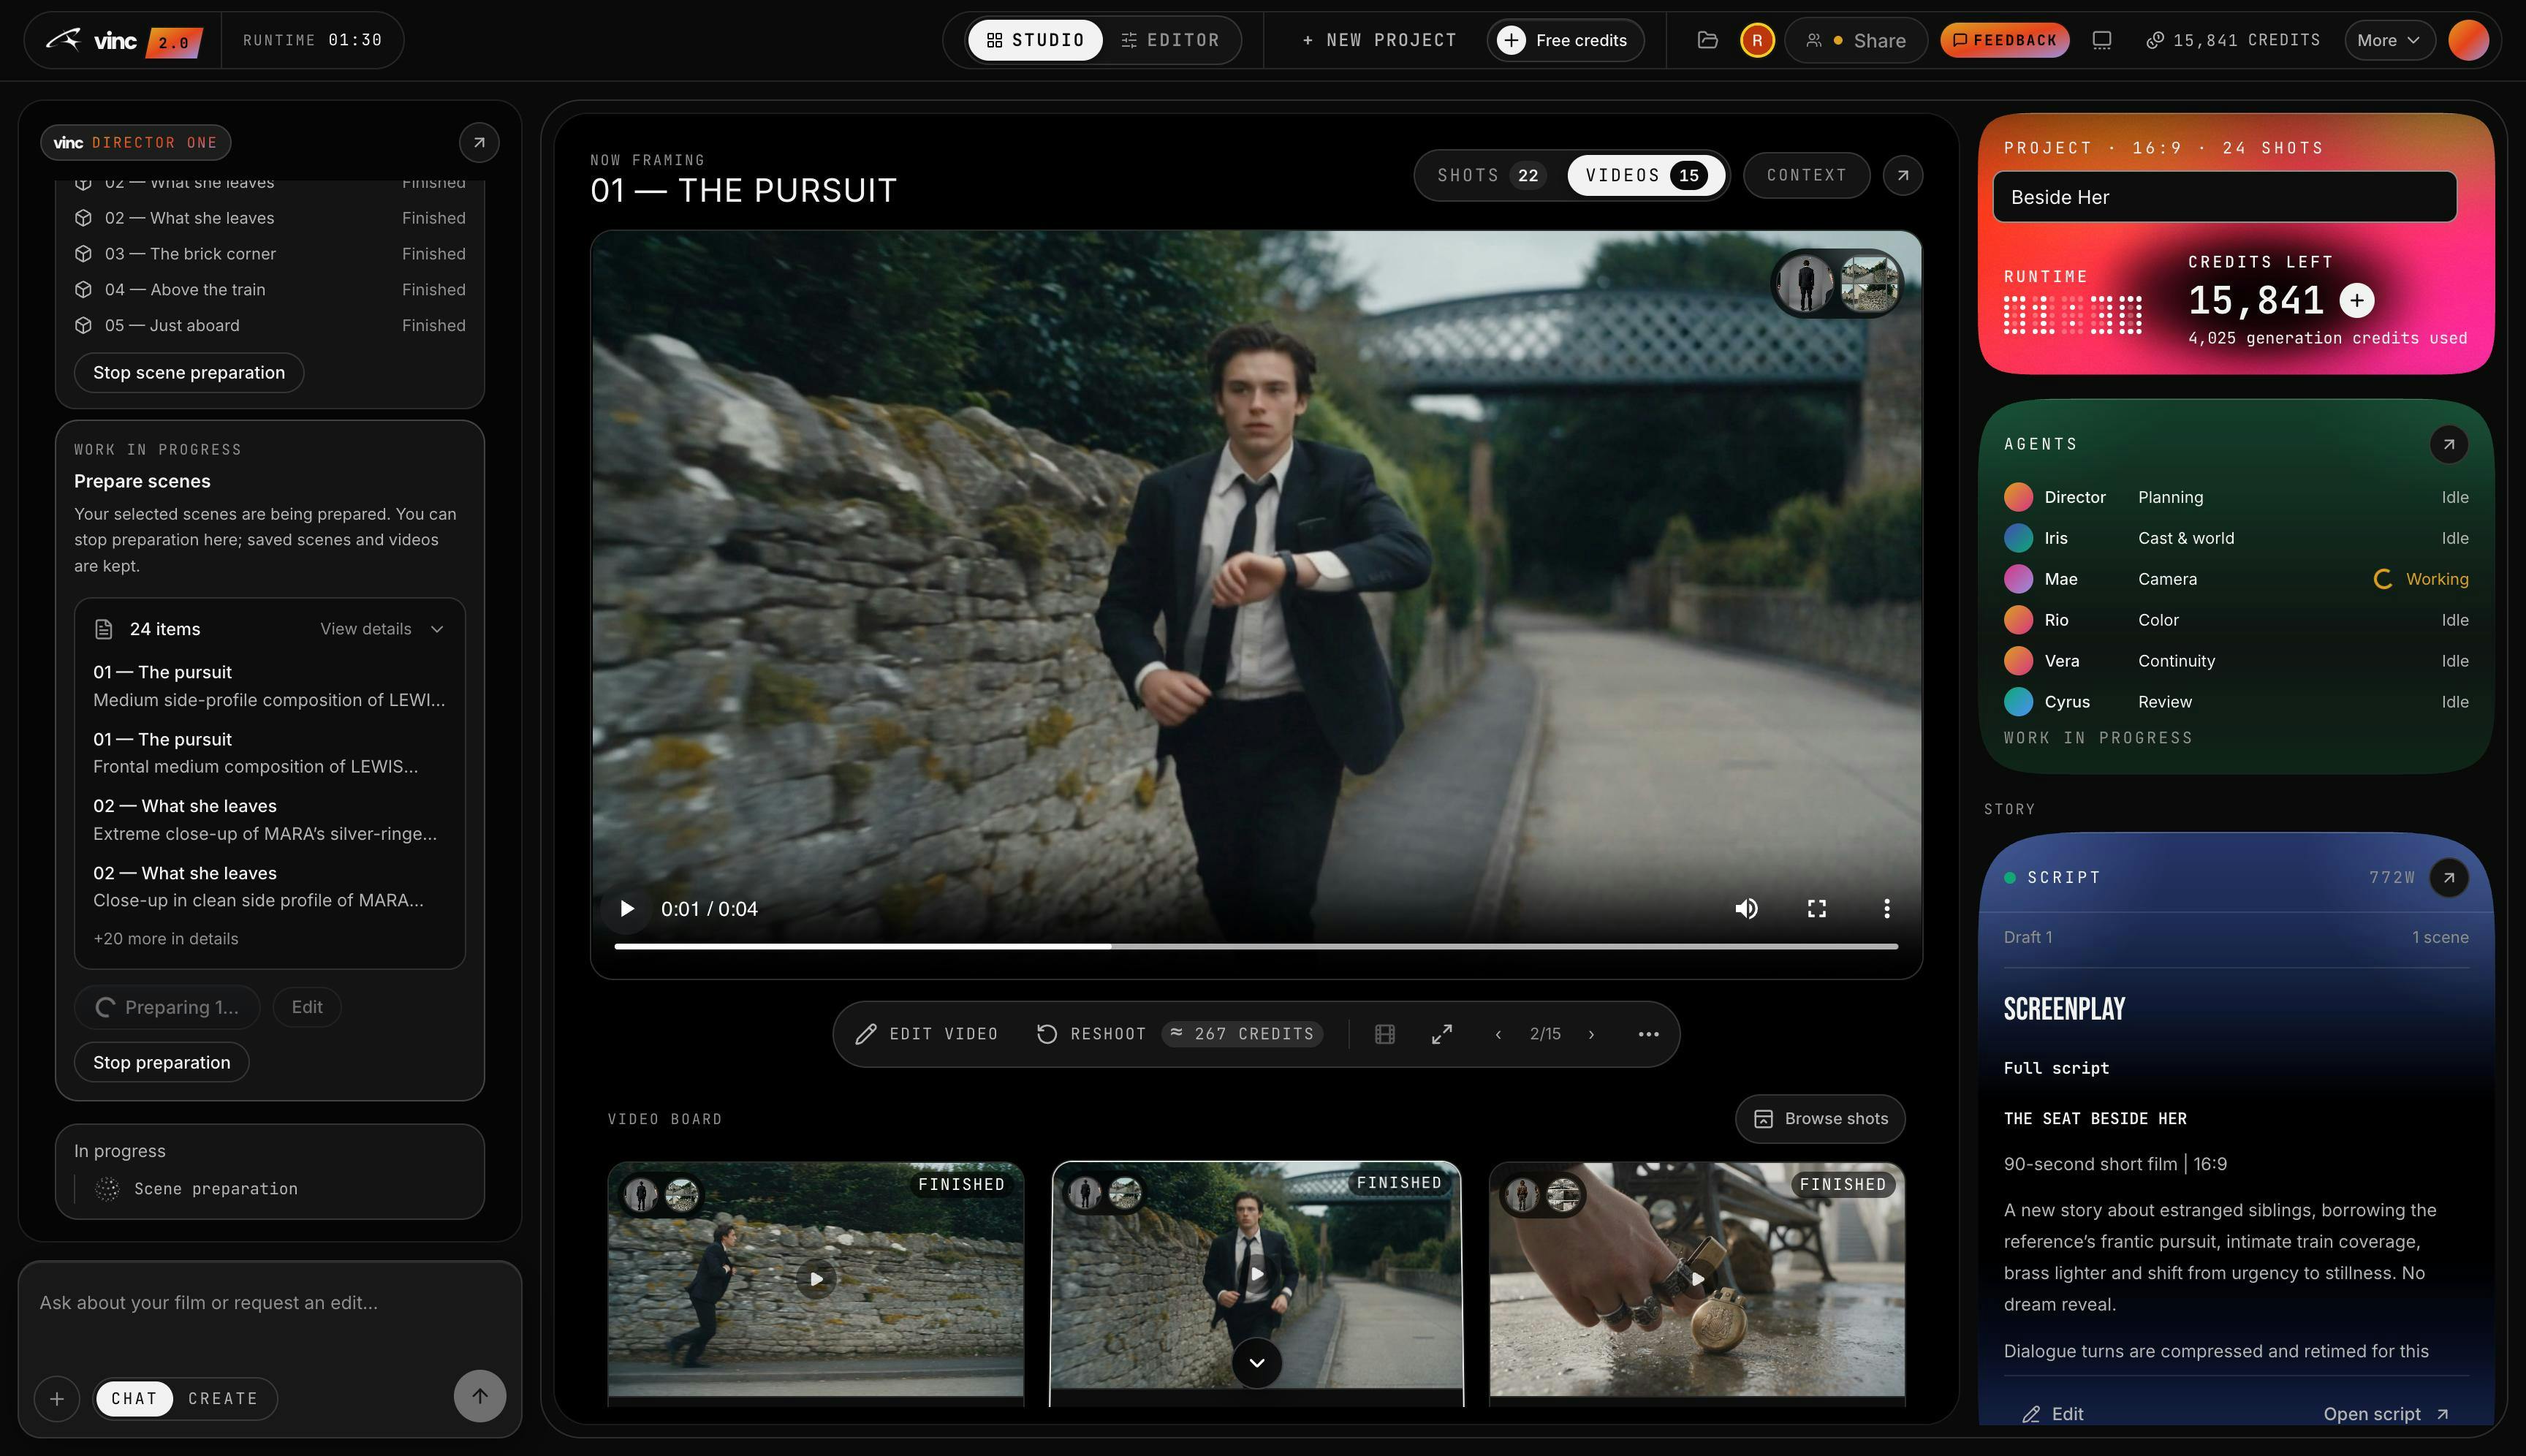 vinc 2.0
RUNTIME 01:30
STUDIO
EDITOR
+ NEW PROJECT
Free credits
R
Share
FEEDBACK
15,841 CREDITS
More
vinc DIRECTOR ONE
02 — What she leaves Finished
02 — What she leaves Finished
03 — The brick corner Finished
04 — Above the train Finished
05 — Just aboard Finished
Stop scene preparation
WORK IN PROGRESS
Prepare scenes
Your selected scenes are being prepared. You can
stop preparation here; saved scenes and videos
are kept.
24 items View details
01 — The pursuit
Medium side-profile composition of LEWI...
01 — The pursuit
Frontal medium composition of LEWIS...
02 — What she leaves
Extreme close-up of MARA's silver-ringe...
02 — What she leaves
Close-up in clean side profile of MARA...
+20 more in details
Preparing 1...
Edit
Stop preparation
In progress
Scene preparation
Ask about your film or request an edit...
CHAT
CREATE
NOW FRAMING
01 — THE PURSUIT
SHOTS 22
VIDEOS 15
CONTEXT
0:01 / 0:04
EDIT VIDEO
RESHOOT ≈ 267 CREDITS
‹ 2/15 ›
VIDEO BOARD
Browse shots
FINISHED
FINISHED
FINISHED
PROJECT · 16:9 · 24 SHOTS
Beside Her
RUNTIME
01:30
CREDITS LEFT
15,841
4,025 generation credits used
AGENTS
Director Planning Idle
Iris Cast & world Idle
Mae Camera Working
Rio Color Idle
Vera Continuity Idle
Cyrus Review Idle
WORK IN PROGRESS
STORY
SCRIPT 772W
Draft 1 1 scene
SCREENPLAY
Full script
THE SEAT BESIDE HER
90-second short film | 16:9
A new story about estranged siblings, borrowing the
reference's frantic pursuit, intimate train coverage,
brass lighter and shift from urgency to stillness. No
dream reveal.
Dialogue turns are compressed and retimed for this
Edit
Open script